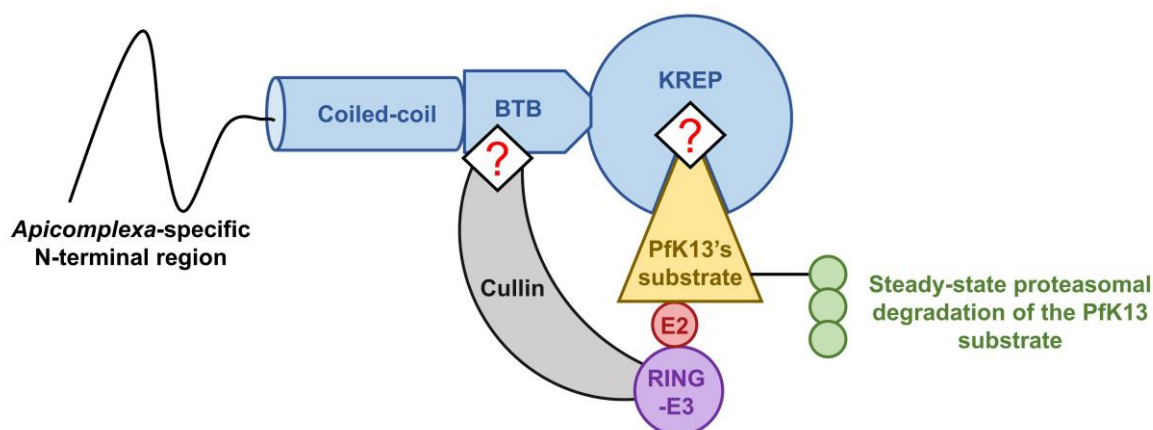 KREP
Coiled-coil
BTB
?
?
Apicomplexa-specific
N-terminal region
PfK13's
substrate
Cullin
Steady-state proteasomal
degradation of the PfK13
substrate
E2
RING
-E3